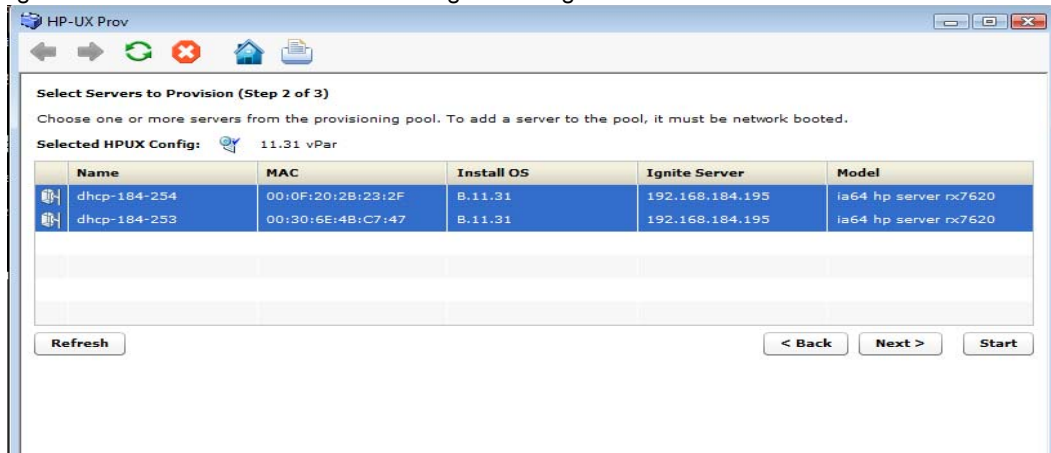 HP-UX Prov
Select Servers to Provision (Step 2 of 3)
Choose one or more servers from the provisioning pool. To add a server to the pool, it must be network booted.
Selected HPUX Config: 11.31 vPar
Name MAC Install OS Ignite Server Model
dhcp-184-254 00:0F:20:2B:23:2F B.11.31 192.168.184.195 ia64 hp server rx7620
dhcp-184-253 00:30:6E:4B:C7:47 B.11.31 192.168.184.195 ia64 hp server rx7620
Refresh < Back Next > Start